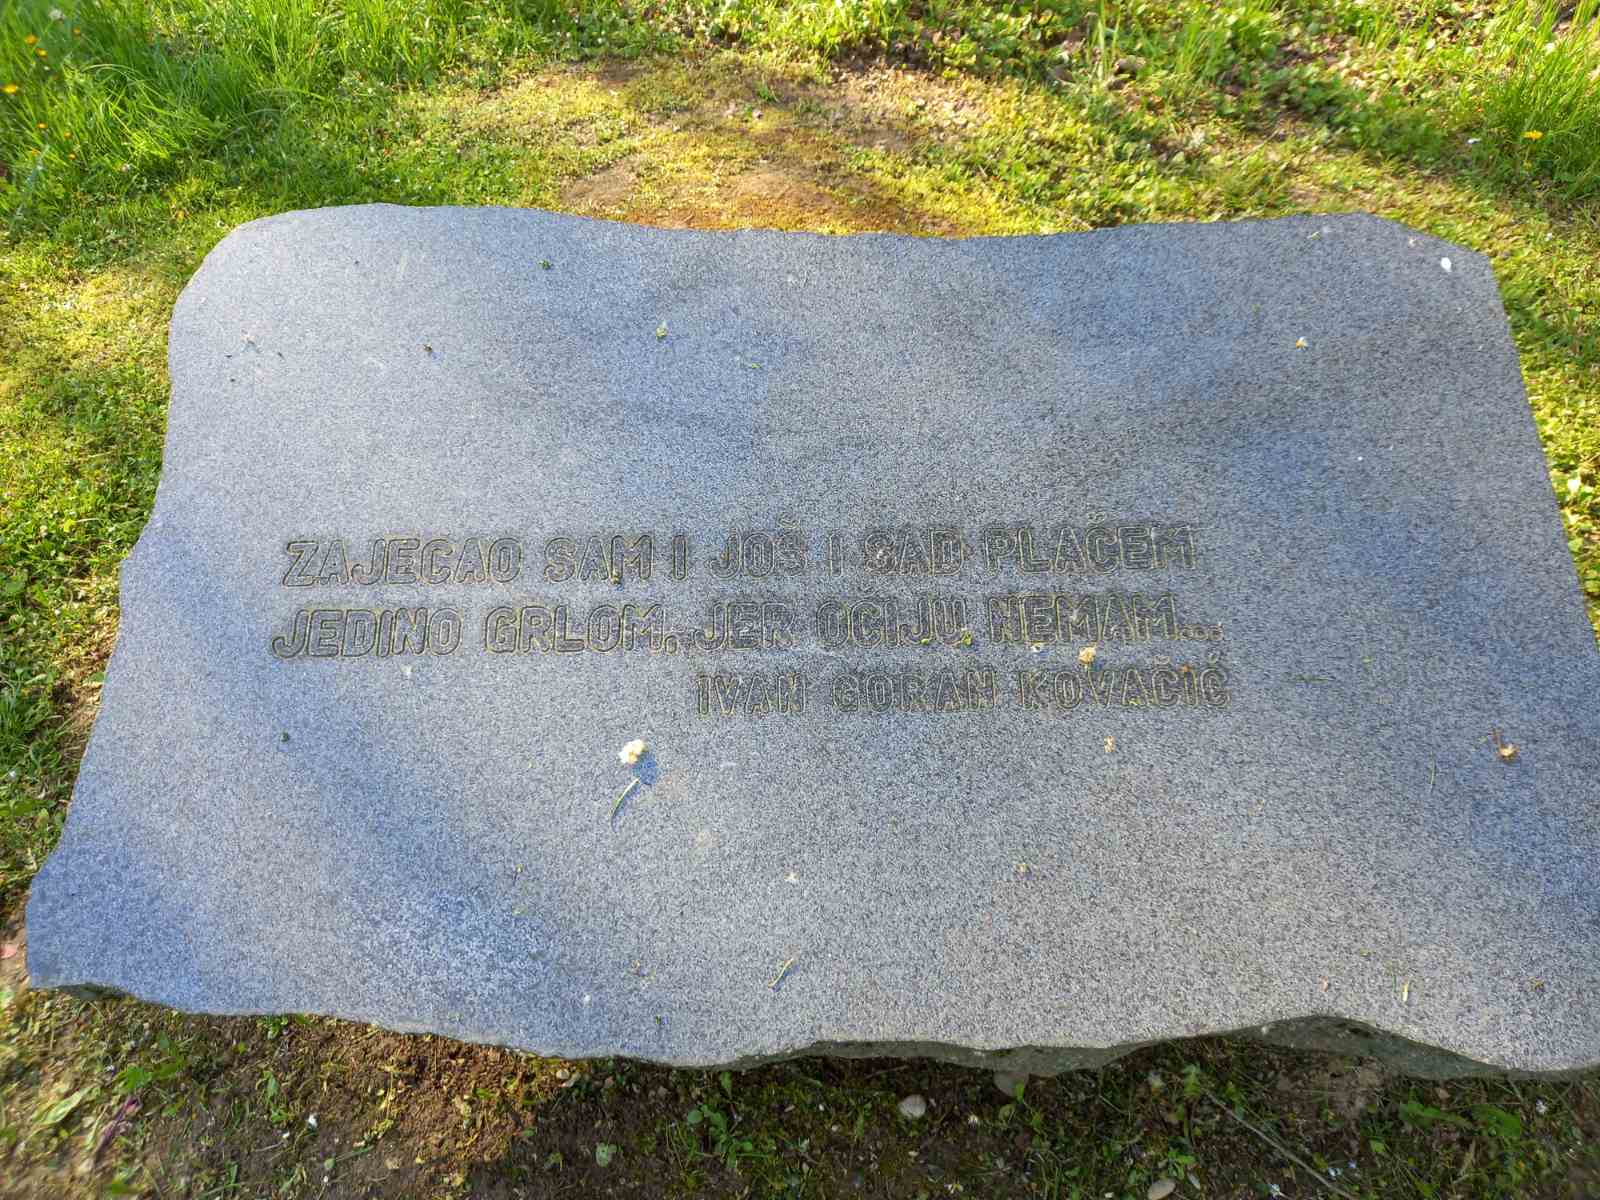 ZAJECAO SAM I JOŠ I SAD PLAČEM
JEDINO GRLOM,..JER OČIJU NEMAM...
IVAN GORAN KOVAČIĆ